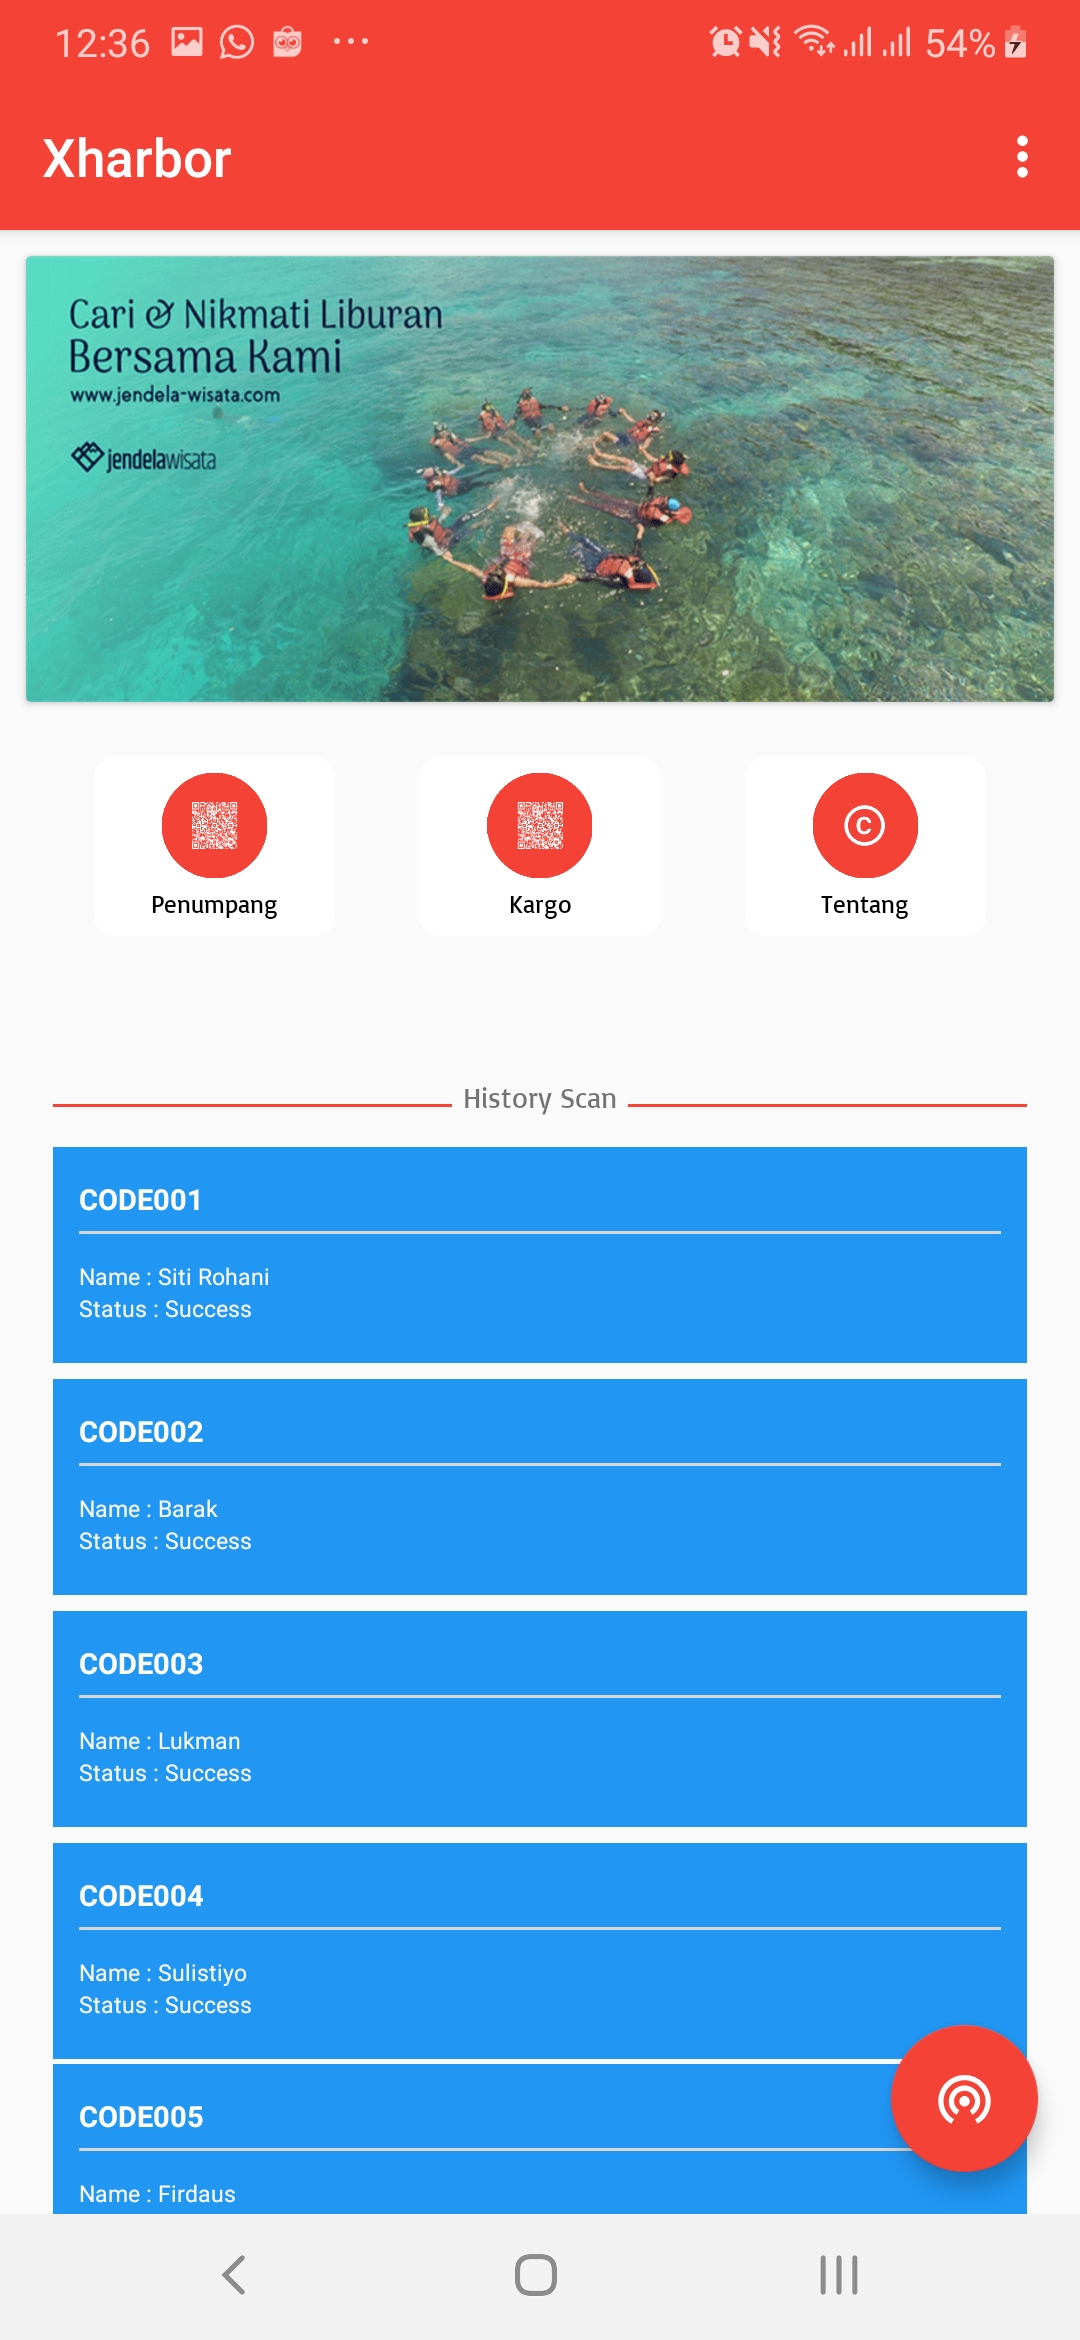 12:36
54%
Xharbor
Cari & Nikmati Liburan
Bersama Kami
www.jendela-wisata.com
jendelawisata
Penumpang
Kargo
C
Tentang
History Scan
CODE001
Name : Siti Rohani
Status : Success
CODE002
Name : Barak
Status : Success
CODE003
Name : Lukman
Status : Success
CODE004
Name : Sulistiyo
Status : Success
CODE005
Name : Firdaus